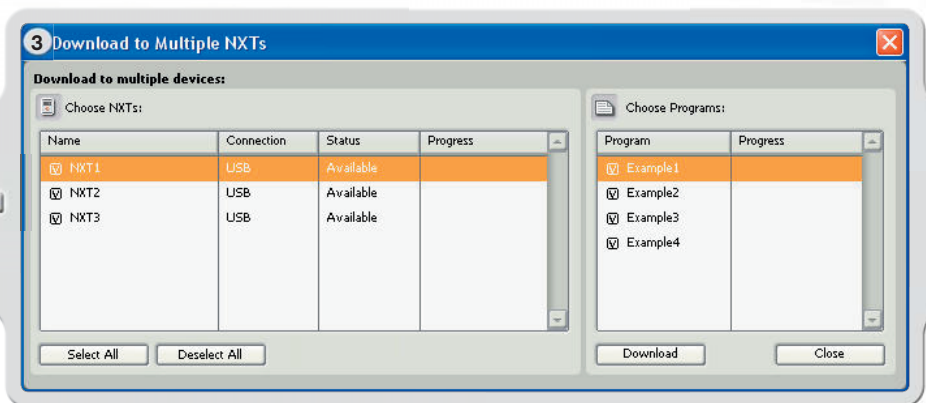 3 Download to Multiple NXTs
Download to multiple devices:
Choose NXTs:
Name Connection Status Progress
NXT1 USB Available
NXT2 USB Available
NXT3 USB Available
Select All Deselect All
Choose Programs:
Program Progress
Example1
Example2
Example3
Example4
Download Close